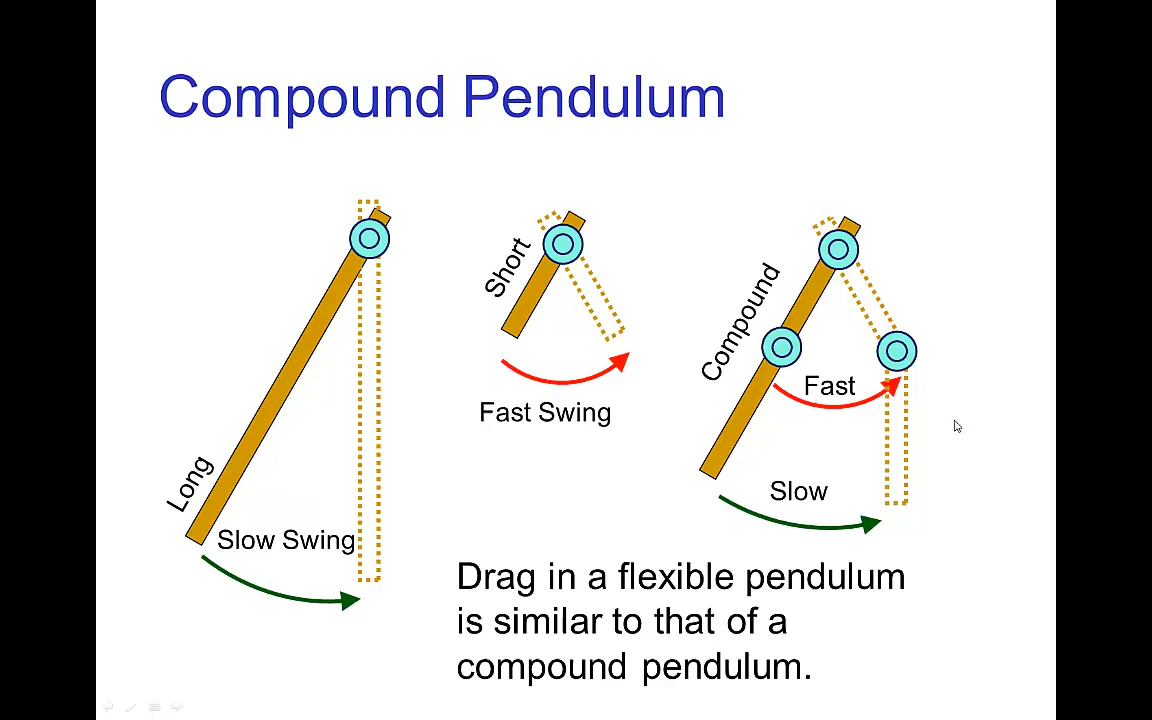 Compound Pendulum
Long
Slow Swing
Short
Fast Swing
Compound
Fast
Slow
Drag in a flexible pendulum
is similar to that of a
compound pendulum.